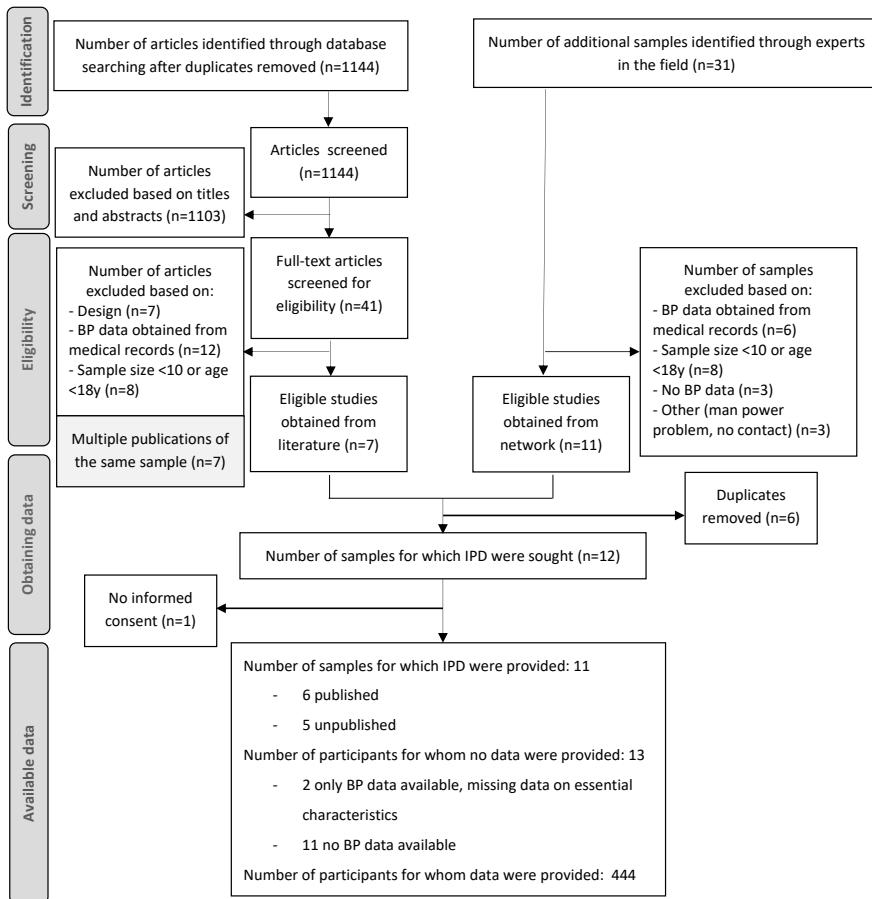 Identification
Number of articles identified through database
searching after duplicates removed (n=1144)
Number of additional samples identified through experts
in the field (n=31)
Screening
Articles screened
(n=1144)
Number of articles
excluded based on titles
and abstracts (n=1103)
Eligibility
Full-text articles
screened for
eligibility (n=41)
Number of articles
excluded based on:
- Design (n=7)
- BP data obtained from
medical records (n=12)
- Sample size <10 or age
<18y (n=8)
Multiple publications of
the same sample (n=7)
Number of samples
excluded based on:
- BP data obtained from
medical records (n=6)
- Sample size <10 or age
<18y (n=8)
- No BP data (n=3)
- Other (man power
problem, no contact) (n=3)
Eligible studies
obtained from
literature (n=7)
Eligible studies
obtained from
network (n=11)
Obtaining data
Duplicates
removed (n=6)
Number of samples for which IPD were sought (n=12)
No informed
consent (n=1)
Available data
Number of samples for which IPD were provided: 11
- 6 published
- 5 unpublished
Number of participants for whom no data were provided: 13
- 2 only BP data available, missing data on essential
characteristics
- 11 no BP data available
Number of participants for whom data were provided: 444